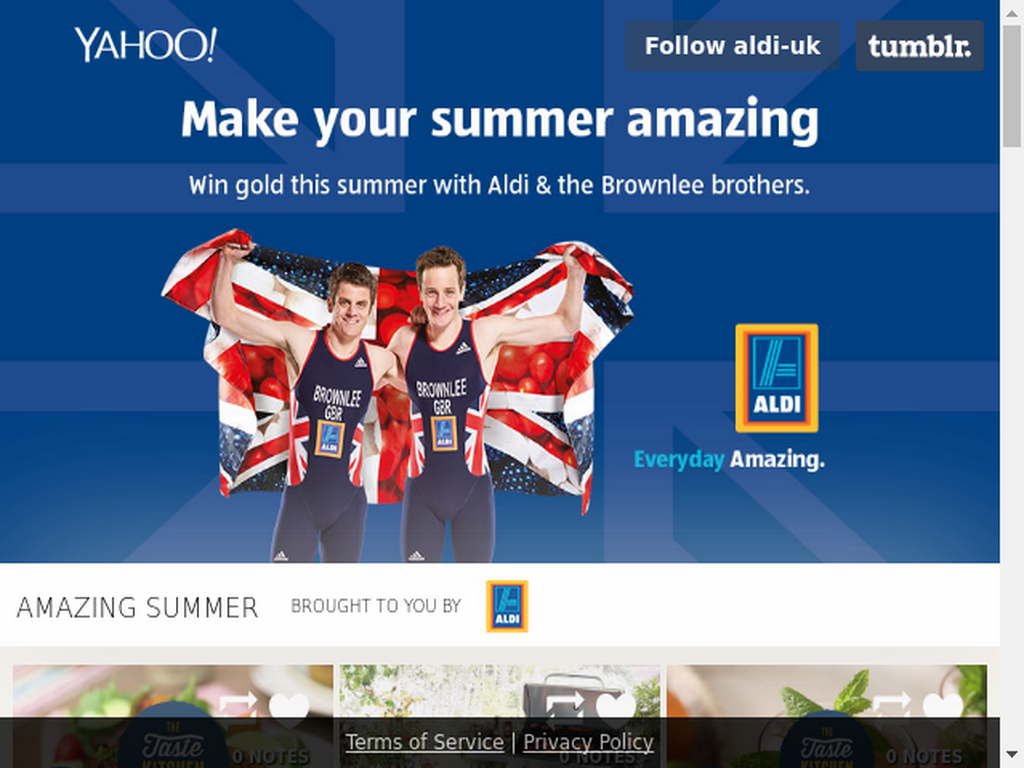 YAHOO!
Follow aldi-uk
tumblr.
Make your summer amazing
Win gold this summer with Aldi & the Brownlee brothers.
BROWNLEE
GBR
ALDI
BROWNLEE
GBR
ALDI
ALDI
Everyday Amazing.
AMAZING SUMMER
BROUGHT TO YOU BY
ALDI
THE
Taste
KITCHEN
0 NOTES
0 NOTES
THE
Taste
KITCHEN
0 NOTES
Terms of Service | Privacy Policy